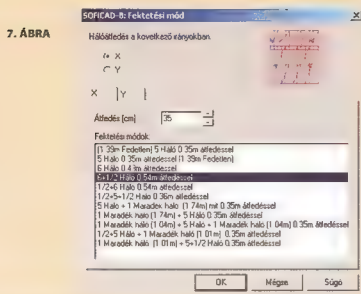 7. ÁBRA
SOFiCAD-B: Fektetési mód
Hálóátfedés a következő irányokban
X
Y
X Y
Átfedés [cm] 35
Fektetési módok
(1 39m Fedetlen) 5 Háló 0 35m átfedéssel
5 Háló 0 35m átfedéssel (1 39m Fedetlen)
6 Háló 0 43m átfedéssel
6+1/2 Háló 0.54m átfedéssel
1/2+6 Háló 0.54m átfedéssel
1/2+5+1/2 Háló 0 36m átfedéssel
5 Háló + 1 Maradék háló (1 74m) mit 0 35m átfedéssel
1 Maradék háló (1 74m) + 5 Háló 0.35m átfedéssel
1 Maradék háló (1 04m) + 5 Háló + 1 Maradék háló (1 04m) 0 35m átfedéssel
1/2+5 Háló + 1 Maradék háló (1 01m) 0.35m átfedéssel
1 Maradék háló (1 01m) + 5+1/2 Háló 0.35m átfedéssel
OK Mégse Súgó